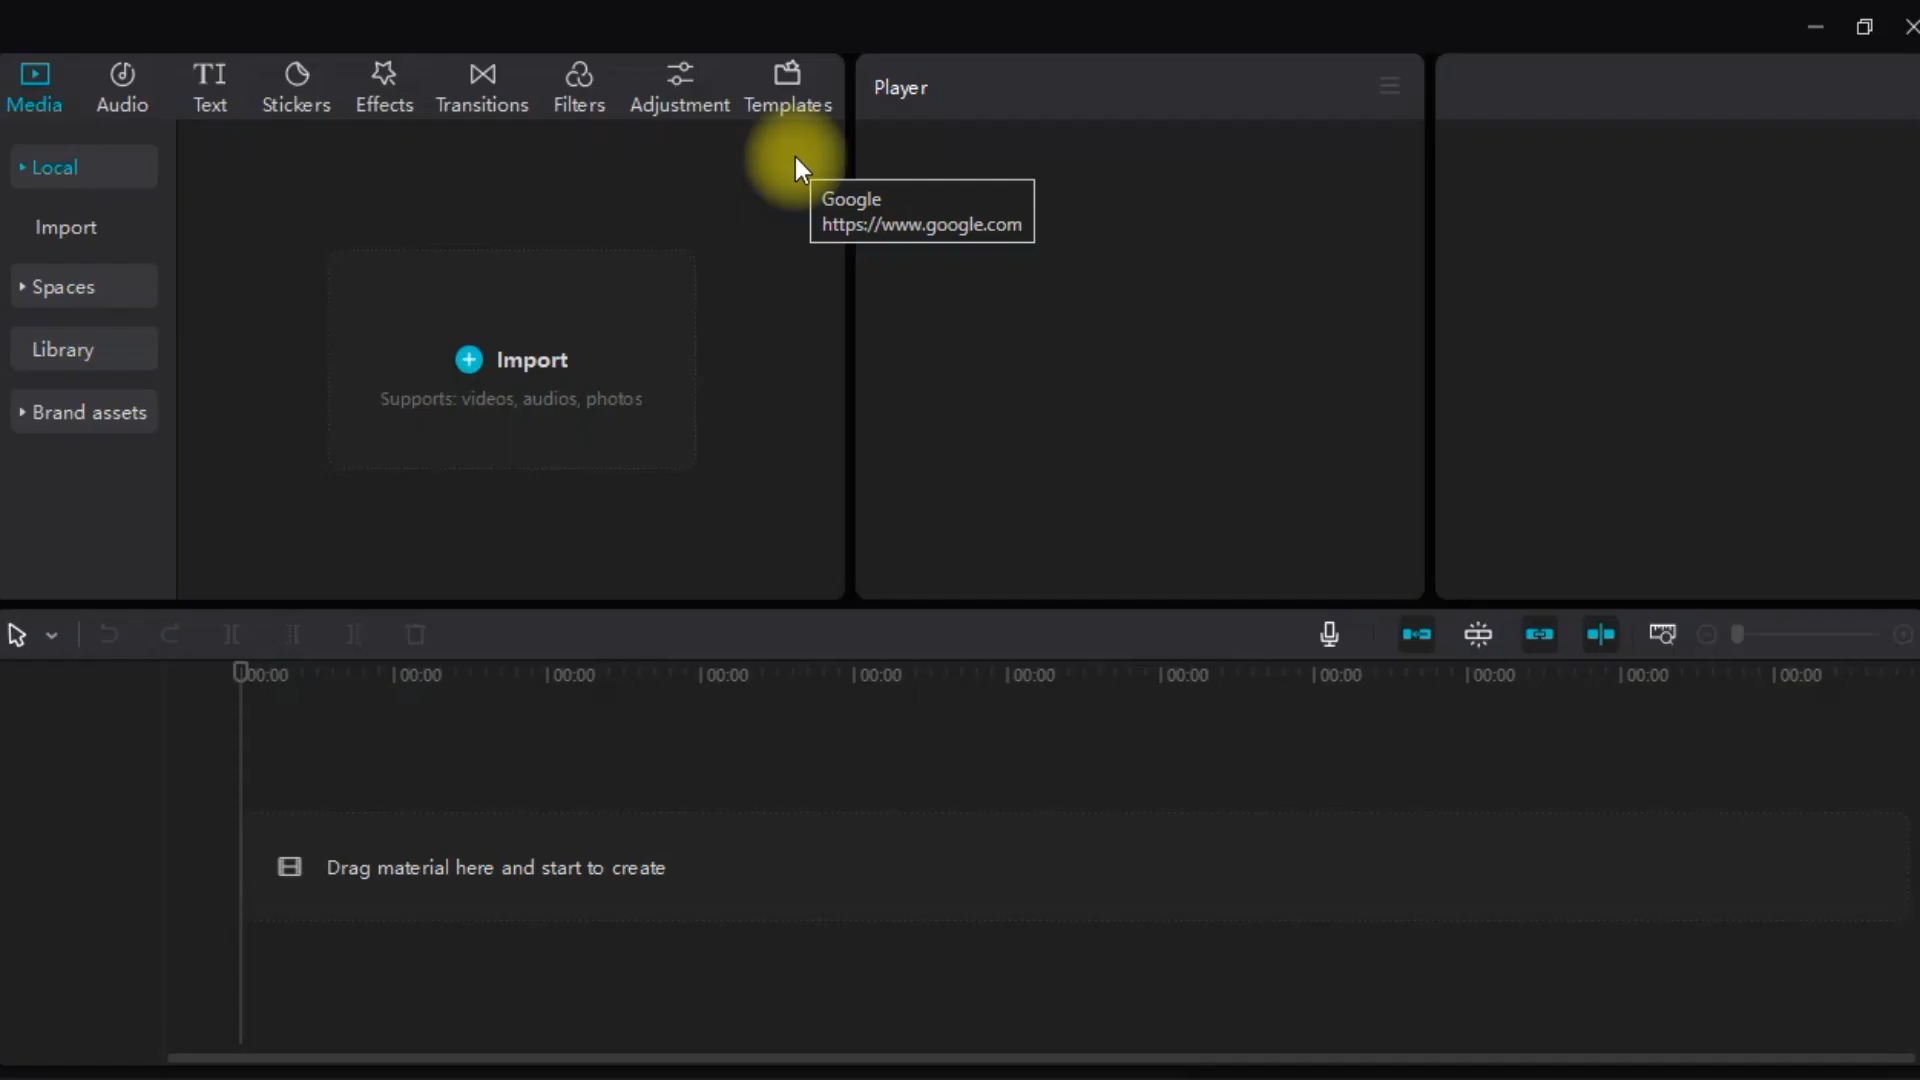 Media
Audio
TI
Text
Stickers
Effects
Transitions
Filters
Adjustment
Templates
Player
Local
Import
Spaces
Library
Brand assets
Google
https://www.google.com
Import
Supports: videos, audios, photos
00:00 00:00 00:00 00:00 00:00 00:00 00:00 00:00 00:00 00:00 00:00
Drag material here and start to create